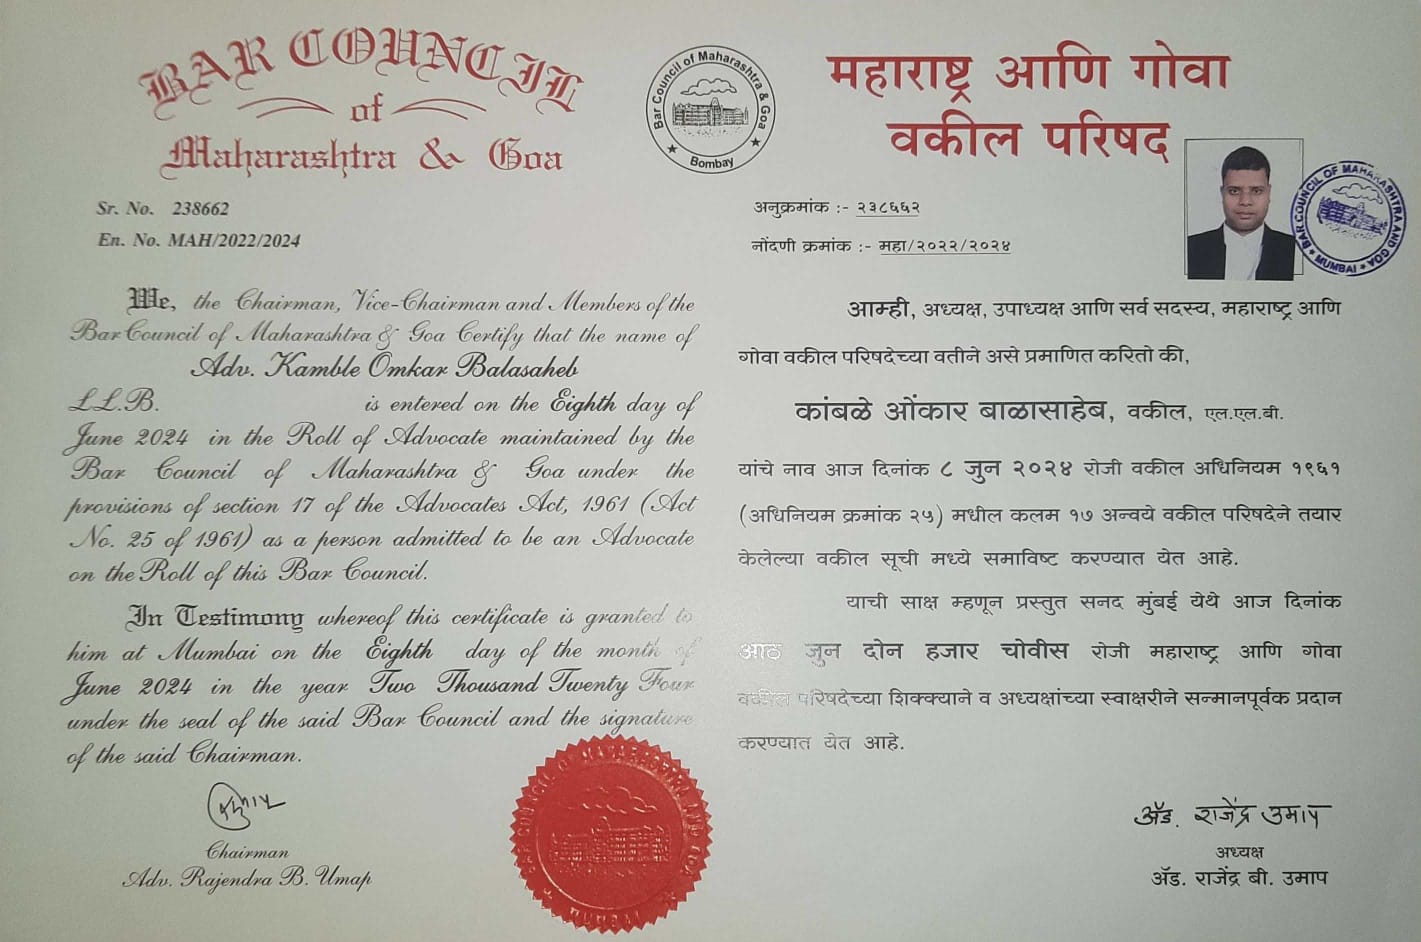 BAR COUNCIL
of
Maharashtra & Goa
Sr. No. 238662
En. No. MAH/2022/2024
We, the Chairman, Vice-Chairman and Members of the
Bar Council of Maharashtra & Goa Certify that the name of
Adv. Kamble Omkar Balasaheb
LL.B. is entered on the Eighth day of
June 2024 in the Roll of Advocate maintained by the
Bar Council of Maharashtra & Goa under the
provisions of section 17 of the Advocates Act, 1961 (Act
No. 25 of 1961) as a person admitted to be an Advocate
on the Roll of this Bar Council.
In Testimony whereof this certificate is granted to
him at Mumbai on the Eighth day of the month of
June 2024 in the year Two Thousand Twenty Four
under the seal of the said Bar Council and the signature
of the said Chairman.
Chairman
Adv. Rajendra B. Umap
BAR COUNCIL OF MAHARASHTRA AND GOA
MUMBAI
Bar Council of Maharashtra & Goa
Bombay
महाराष्ट्र आणि गोवा
वकील परिषद
BAR COUNCIL OF MAHARASHTRA AND GOA
MUMBAI
अनुक्रमांक :- २३८६६२
नोंदणी क्रमांक :- महा/२०२२/२०२४
आम्ही, अध्यक्ष, उपाध्यक्ष आणि सर्व सदस्य, महाराष्ट्र आणि
गोवा वकील परिषदेच्या वतीने असे प्रमाणित करितो की,
कांबळे ओंकार बाळासाहेब, वकील, एल.एल.बी.
यांचे नाव आज दिनांक ८ जुन २०२४ रोजी वकील अधिनियम १९६१
(अधिनियम क्रमांक २५) मधील कलम १७ अन्वये वकील परिषदेने तयार
केलेल्या वकील सूची मध्ये समाविष्ट करण्यात येत आहे.
याची साक्ष म्हणून प्रस्तुत सनद मुंबई येथे आज दिनांक
आठ जुन दोन हजार चोवीस रोजी महाराष्ट्र आणि गोवा
वकील परिषदेच्या शिक्क्याने व अध्यक्षांच्या स्वाक्षरीने सन्मानपूर्वक प्रदान
करण्यात येत आहे.
अ‍ॅड. राजेंद्र उमाप
अध्यक्ष
अ‍ॅड. राजेंद्र बी. उमाप